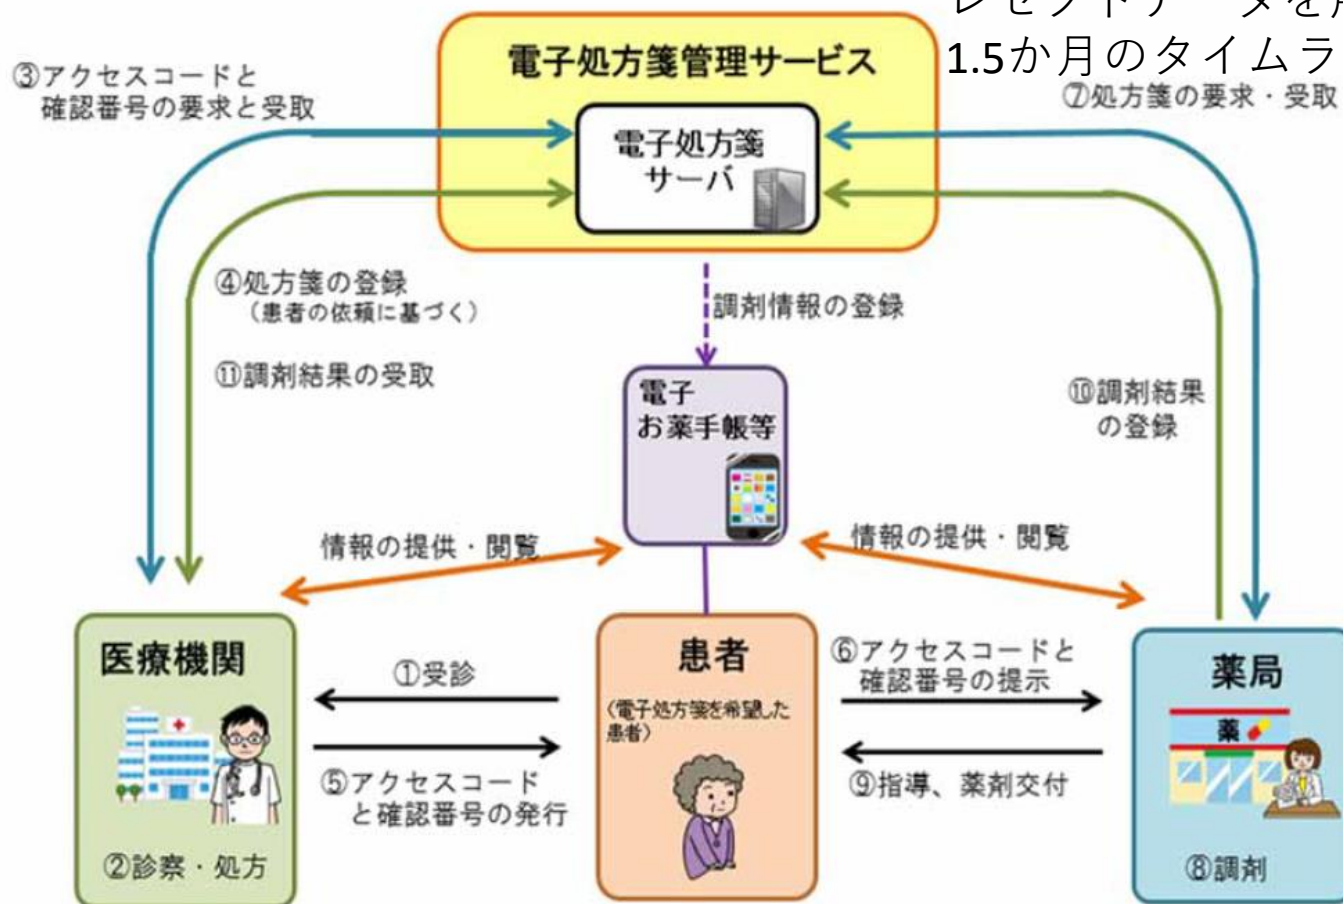 レセプトデータを
1.5か月のタイムラ
電子処方箋管理サービス
③アクセスコードと
確認番号の要求と受取
⑦処方箋の要求・受取
電子処方箋
サーバ
④処方箋の登録
（患者の依頼に基づく）
調剤情報の登録
⑪調剤結果の受取
電子
お薬手帳等
⑩調剤結果
の登録
情報の提供・閲覧
情報の提供・閲覧
医療機関
①受診
⑤アクセスコード
と確認番号の発行
②診察・処方
患者
（電子処方箋を希望した
患者）
⑥アクセスコードと
確認番号の提示
⑨指導、薬剤交付
薬局
薬
⑧調剤